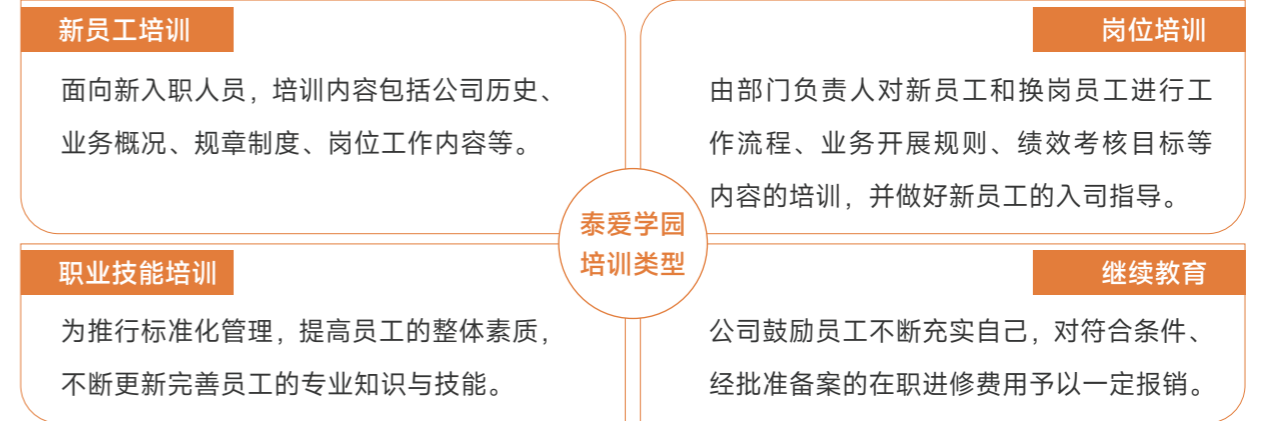 新员工培训
面向新入职人员，培训内容包括公司历史、
业务概况、规章制度、岗位工作内容等。
岗位培训
由部门负责人对新员工和换岗员工进行工
作流程、业务开展规则、绩效考核目标等
内容的培训，并做好新员工的入司指导。
泰爱学园
培训类型
职业技能培训
为推行标准化管理，提高员工的整体素质，
不断更新完善员工的专业知识与技能。
继续教育
公司鼓励员工不断充实自己，对符合条件、
经批准备案的在职进修费用予以一定报销。